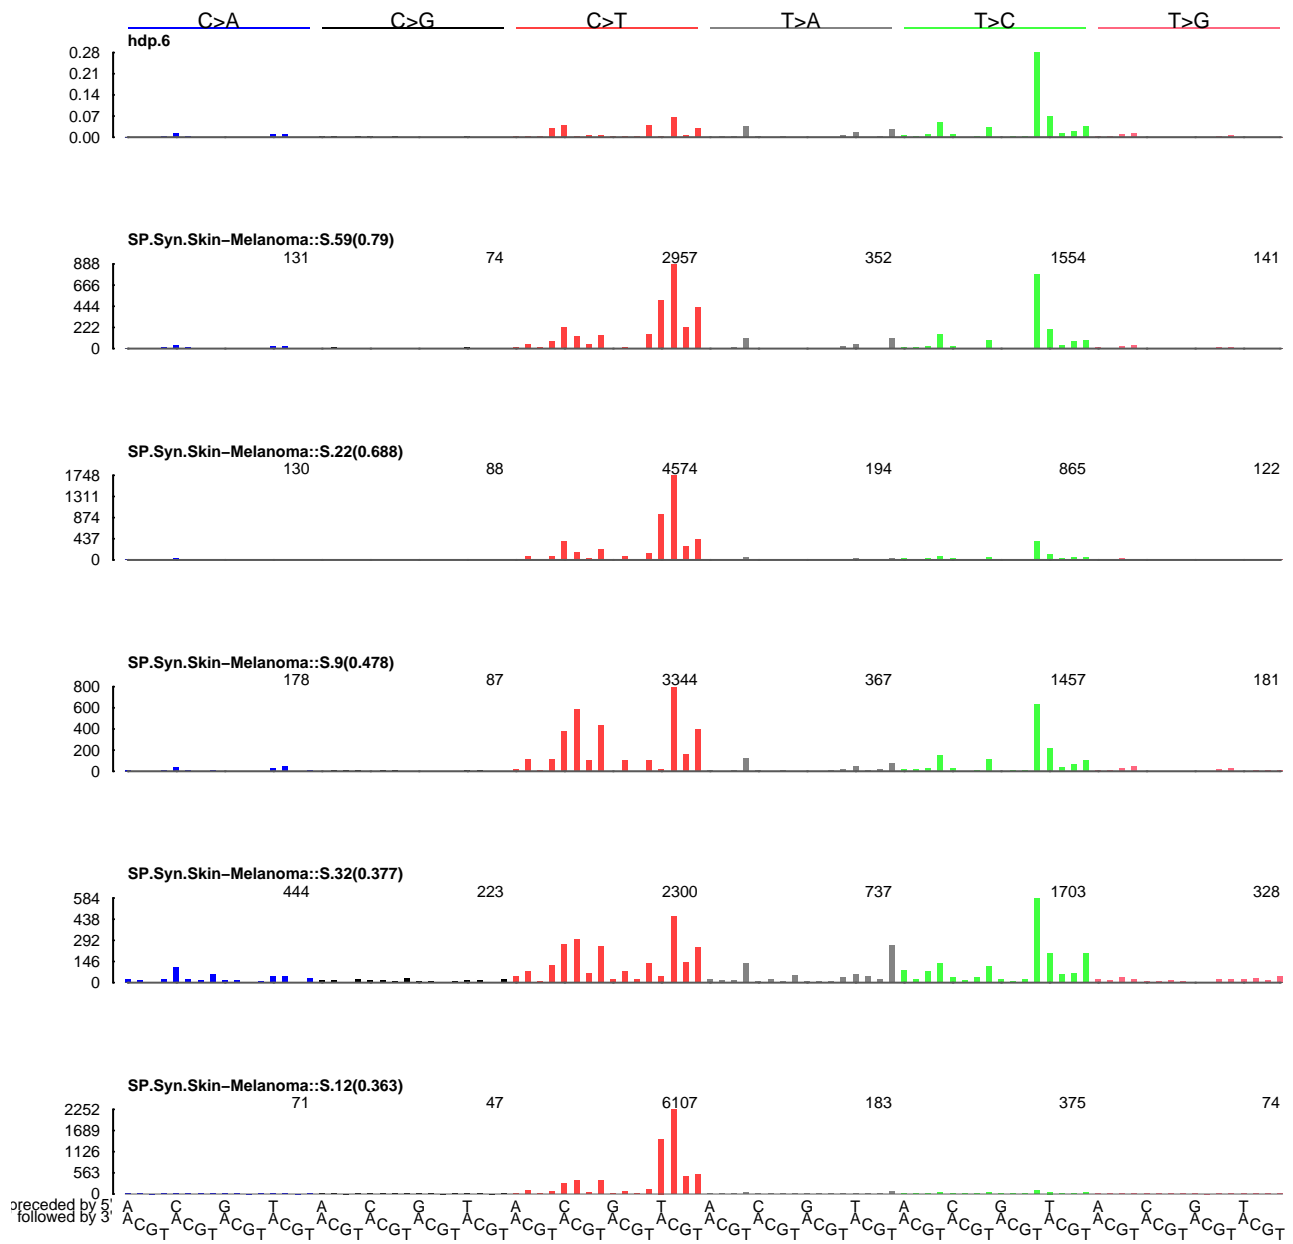 C>A C>G C>T T>A T>C T>G
hdp.6
0.28
0.21
0.14
0.07
0.00
SP.Syn.Skin−Melanoma::S.59(0.79)
131 74 2957 352 1554 141
888
666
444
222
0
SP.Syn.Skin−Melanoma::S.22(0.688)
130 88 4574 194 865 122
1748
1311
874
437
0
SP.Syn.Skin−Melanoma::S.9(0.478)
178 87 3344 367 1457 181
800
600
400
200
0
SP.Syn.Skin−Melanoma::S.32(0.377)
444 223 2300 737 1703 328
584
438
292
146
0
SP.Syn.Skin−Melanoma::S.12(0.363)
71 47 6107 183 375 74
2252
1689
1126
563
0
preceded by 5' A C G T A C G T A C G T A C G T A C G T A C G T
followed by 3' A C G T A C G T A C G T A C G T A C G T A C G T A C G T A C G T A C G T A C G T A C G T A C G T A C G T A C G T A C G T A C G T A C G T A C G T A C G T A C G T A C G T A C G T A C G T A C G T